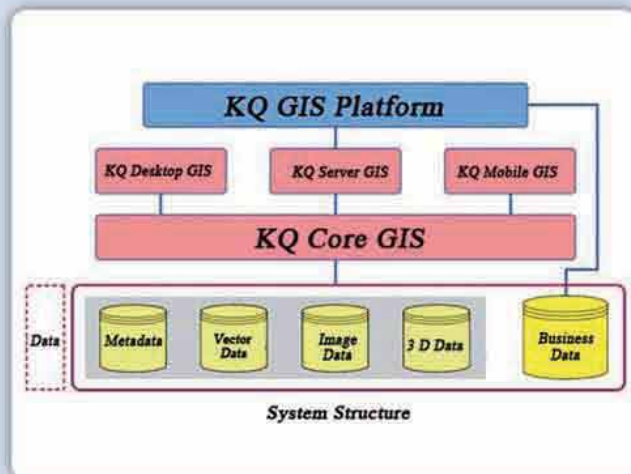 KQ GIS Platform
KQ Desktop GIS
KQ Server GIS
KQ Mobile GIS
KQ Core GIS
Data
Metadata
Vector
Data
Image
Data
3 D Data
Business
Data
System Structure